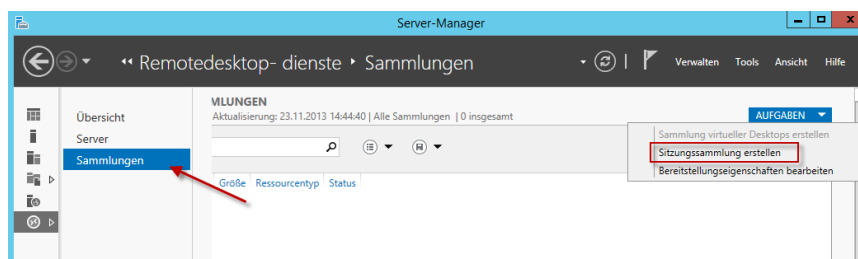 Server-Manager
Remotedesktop- dienste Sammlungen
Verwalten Tools Ansicht Hilfe
Übersicht
Server
Sammlungen
MLUNGEN
Aktualisierung: 23.11.2013 14:44:40 | Alle Sammlungen | 0 insgesamt
AUFGABEN
Sammlung virtueller Desktops erstellen
Sitzungssammlung erstellen
Bereitstellungseigenschaften bearbeiten
Größe Ressourcentyp Status